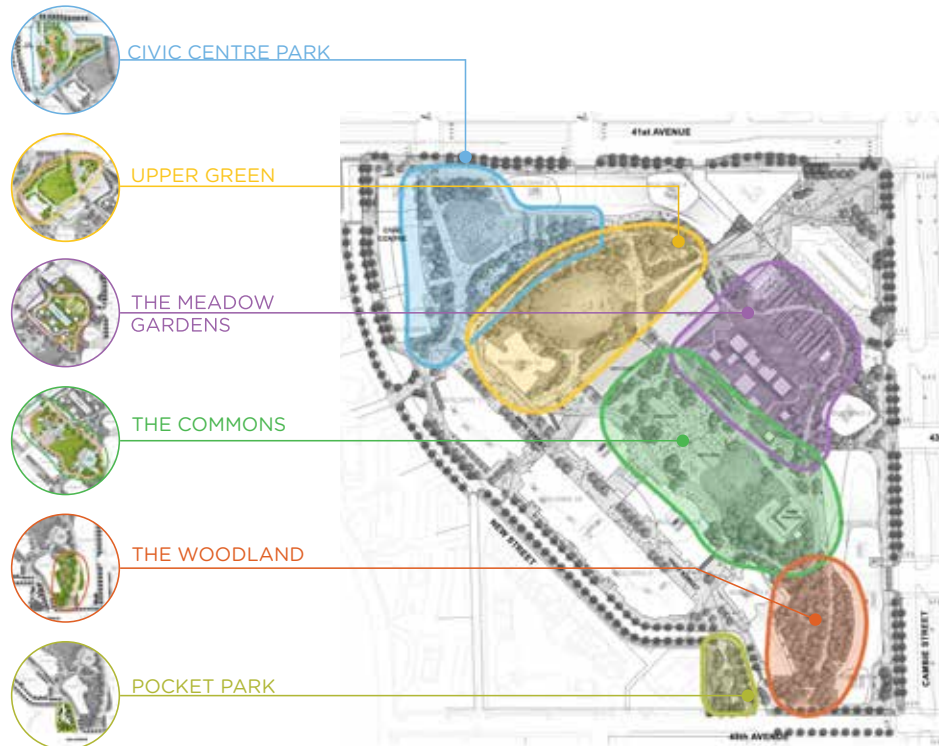 CIVIC CENTRE PARK
41st AVENUE
UPPER GREEN
CIVIC
CENTRE
THE MEADOW
GARDENS
THE COMMONS
43
NEW STREET
THE WOODLAND
CAMBIE STREET
POCKET PARK
AVENUE